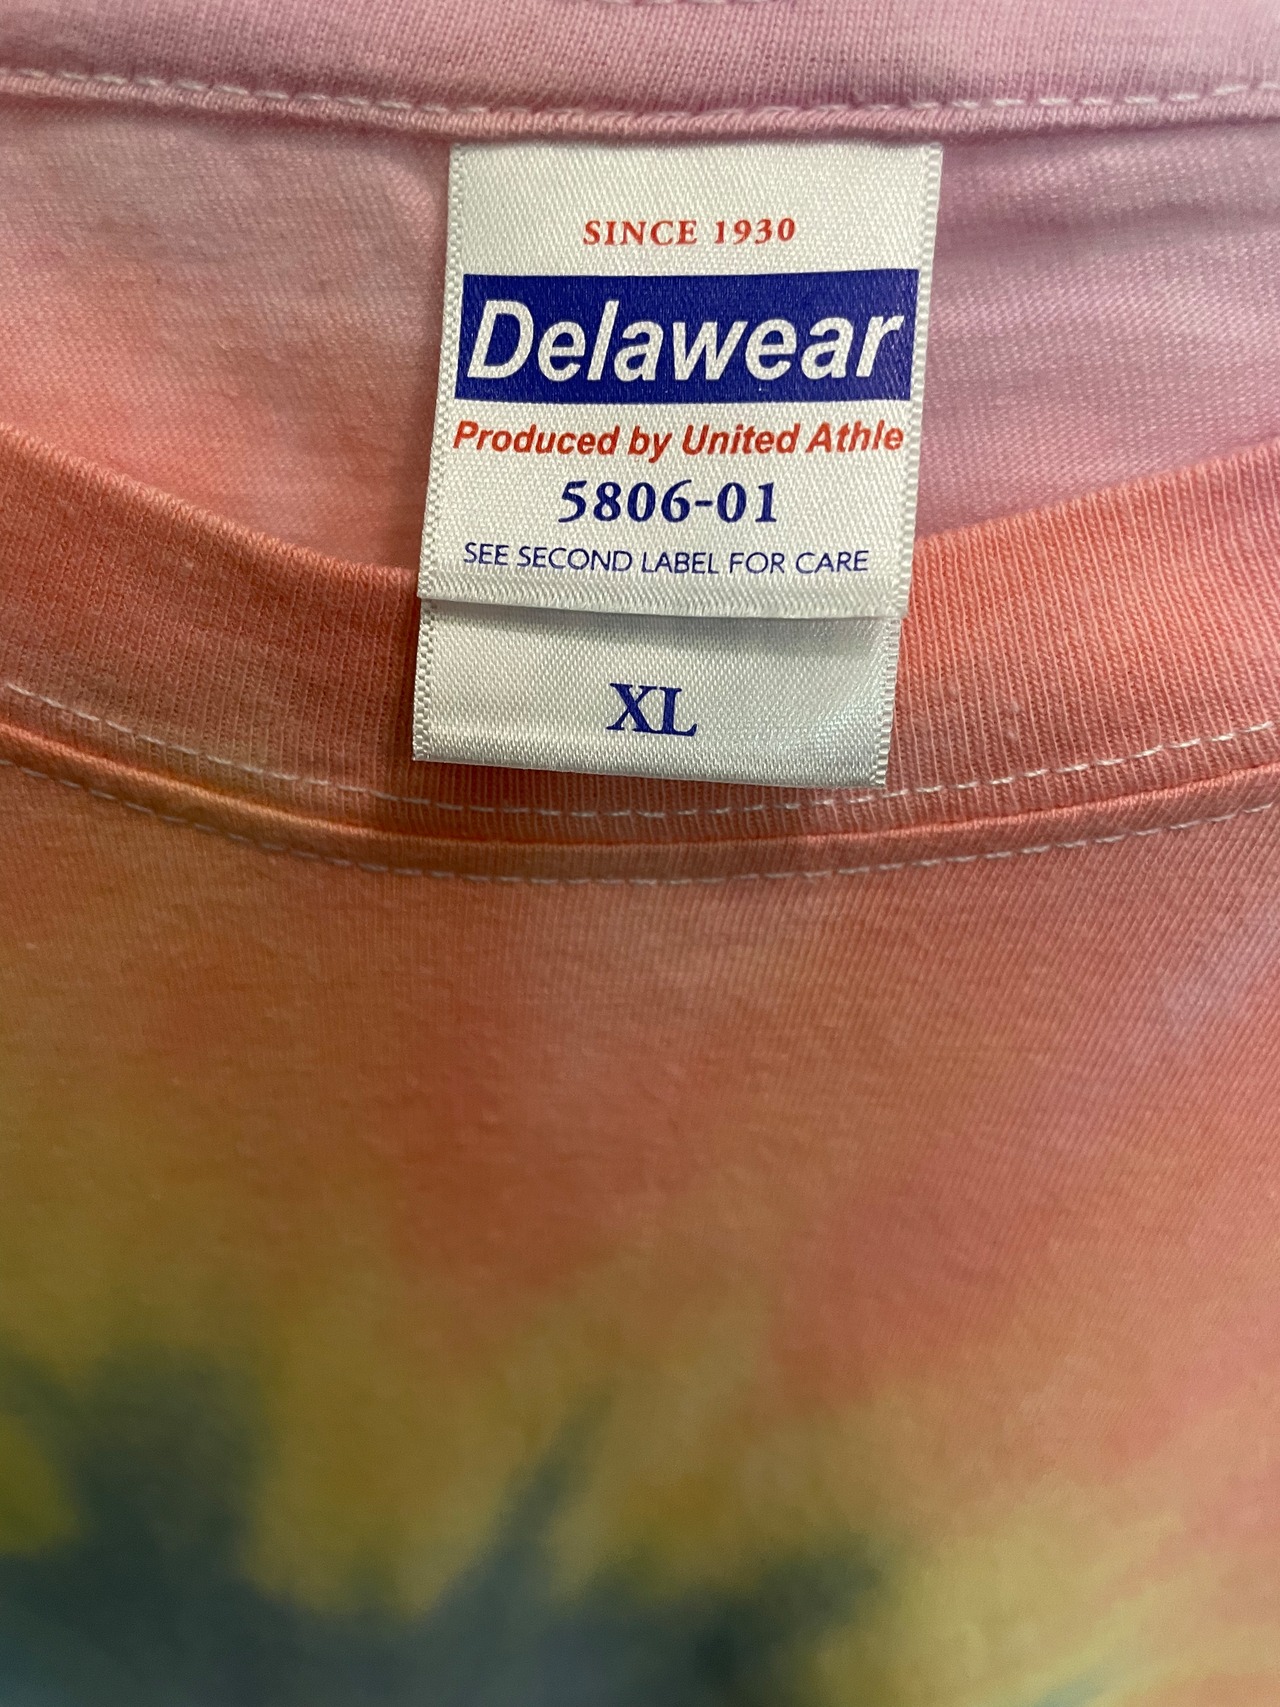 SINCE 1930
Delawear
Produced by United Athle
5806-01
SEE SECOND LABEL FOR CARE
XL